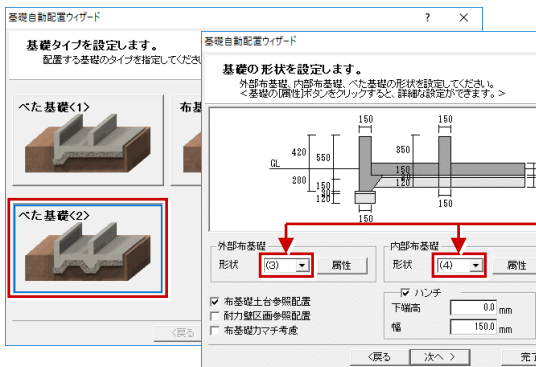 基礎自動配置ウィザード ? ×
基礎タイプを設定します。
配置する基礎のタイプを指定してくださ
べた基礎<1>
布基
べた基礎<2>
<戻る
基礎自動配置ウィザード
基礎の形状を設定します。
外部布基礎、内部布基礎、べた基礎の形状を設定してください。
<基礎の[属性]ボタンをクリックすると、詳細な設定ができます。>
150 150
420 550 350
GL
280 150 150
120 120
150 150
外部布基礎
形状 (3) 属性
内部布基礎
形状 (4) 属性
布基礎土台参照配置
耐力壁区画参照配置
布基礎カマチ考慮
ハンチ
下端高 0.0 mm
幅 150.0 mm
<戻る 次へ > 完了